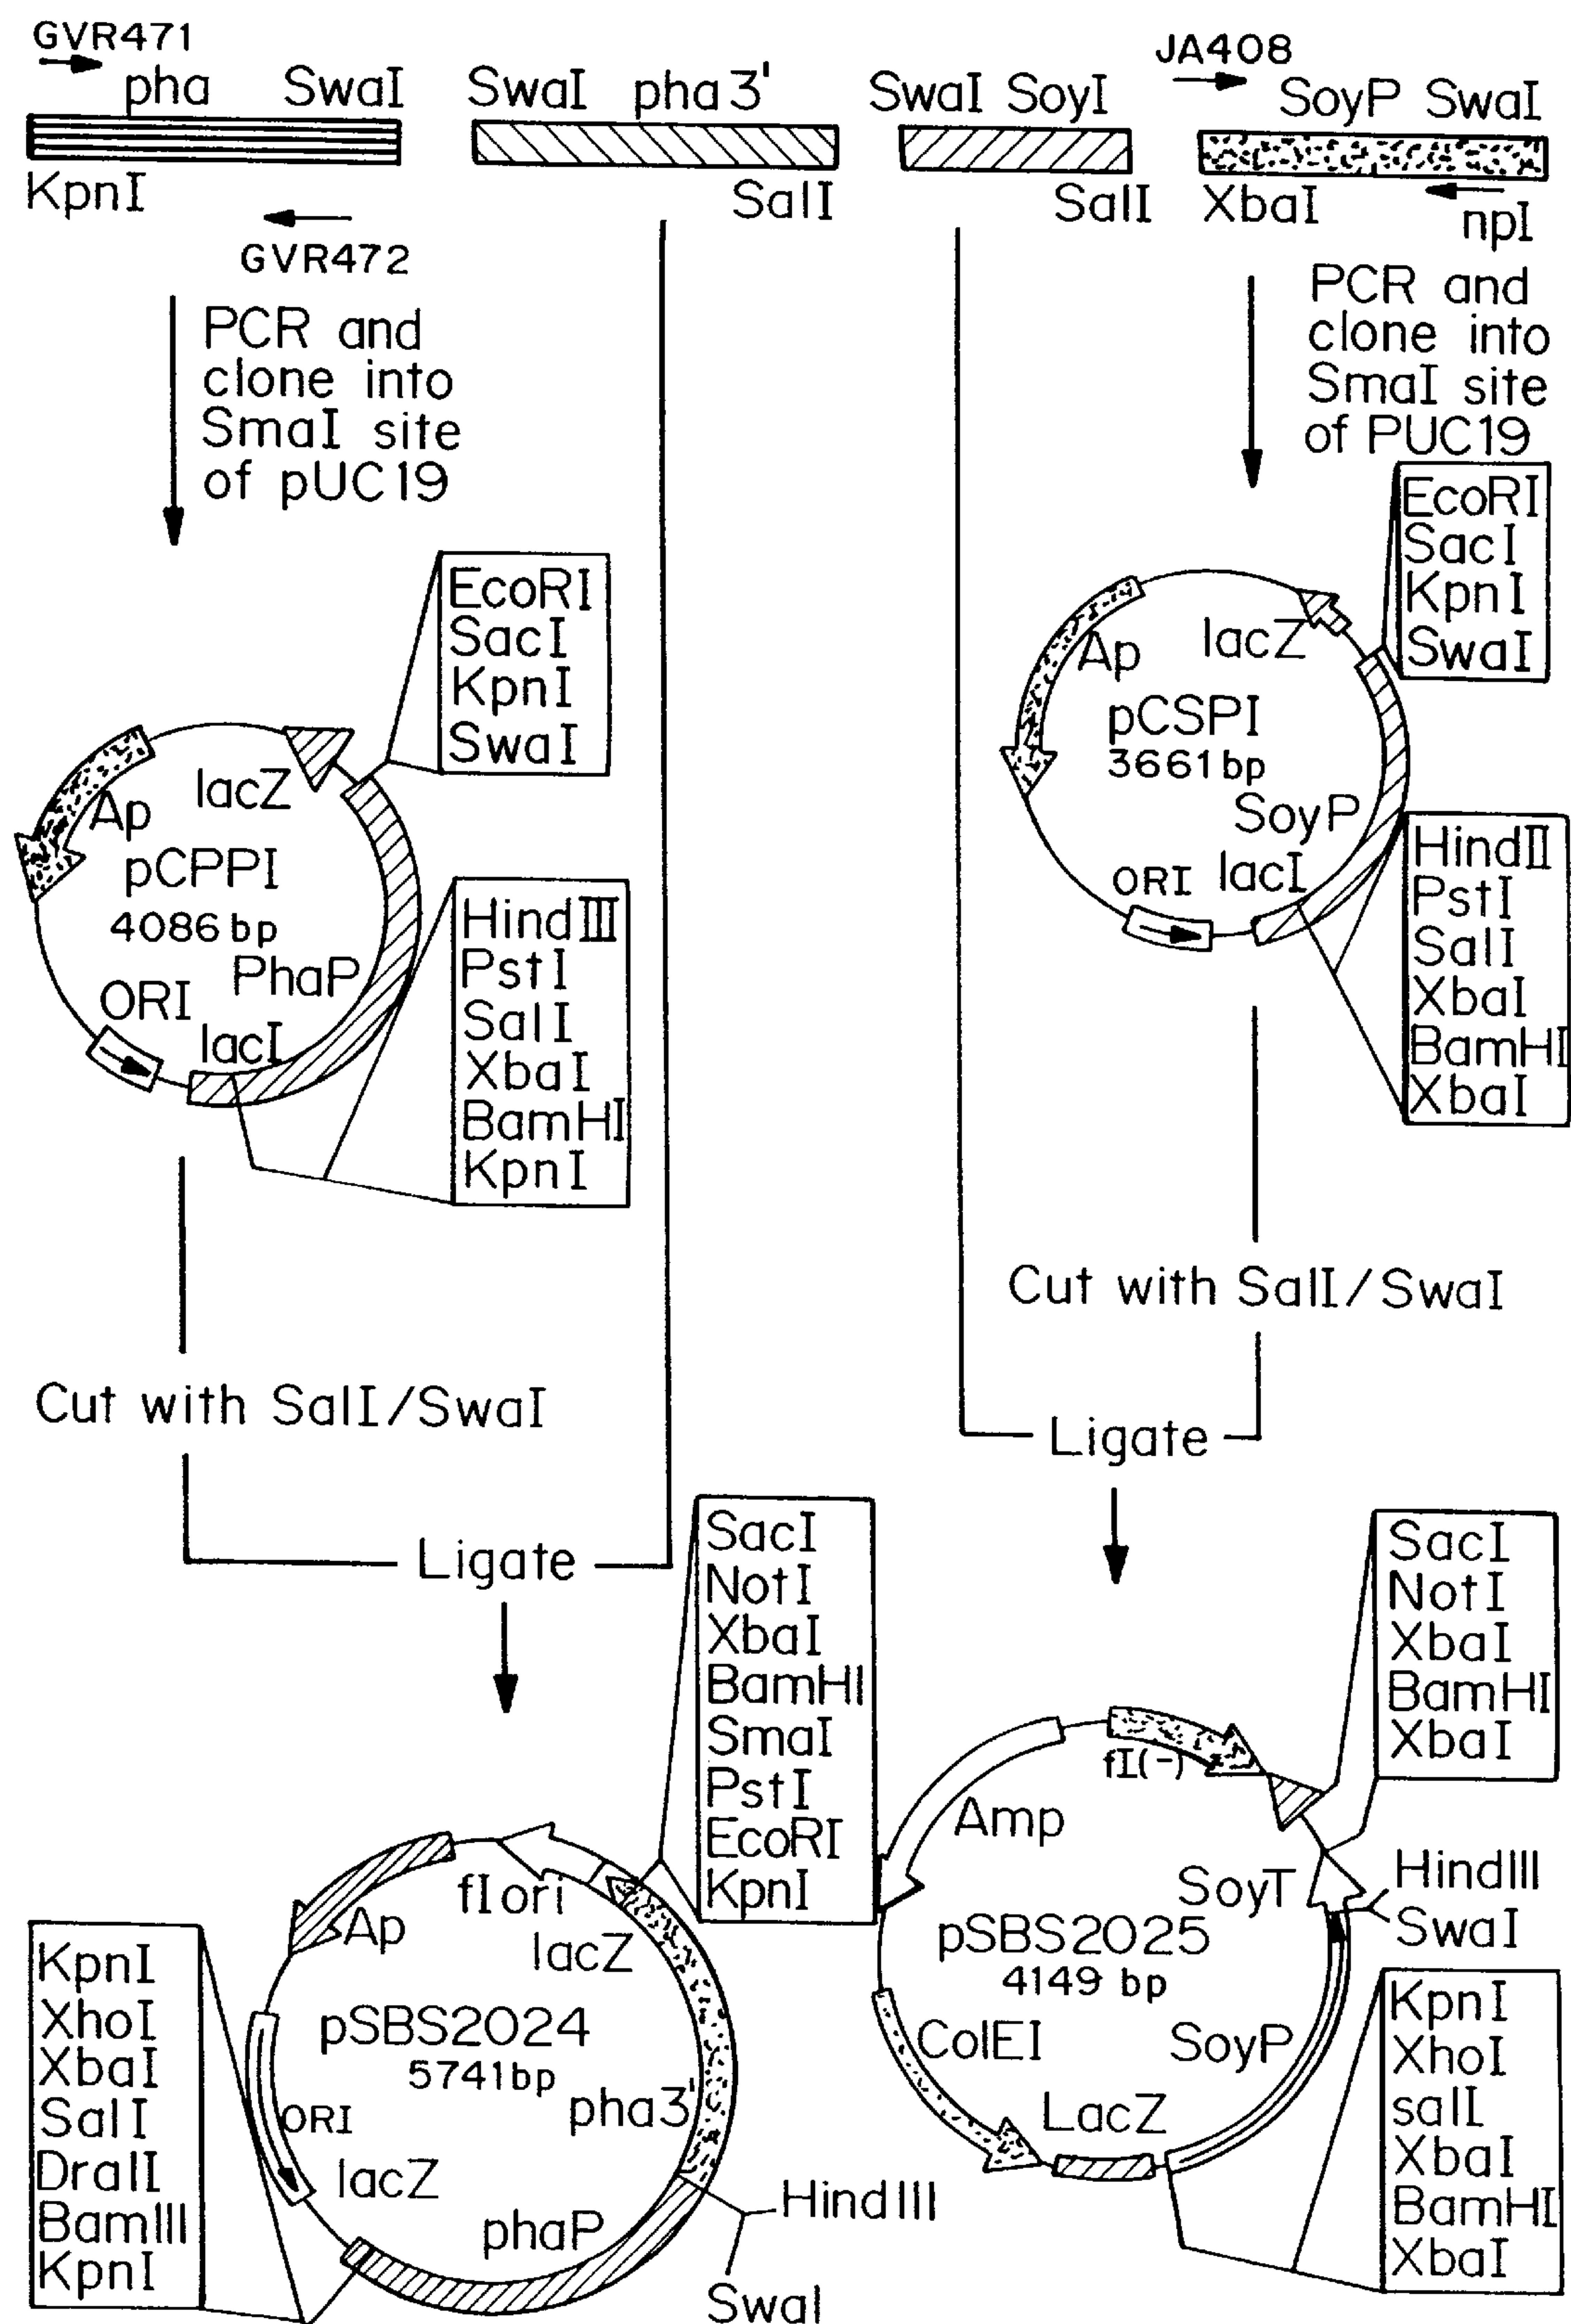 GVR471
pha SwaI
KpnI
GVR472
SwaI pha3'
SalI
SwaI SoyI
SalI
JA408
SoyP SwaI
XbaI
npI
PCR and
clone into
SmaI site
of pUC19
PCR and
clone into
SmaI site
of PUC19
EcoRI
SacI
KpnI
SwaI
Ap
lacZ
pCPPI
4086 bp
PhaP
ORI
lacI
HindIII
PstI
SalI
XbaI
BamHI
KpnI
EcoRI
SacI
KpnI
SwaI
Ap
lacZ
pCSPI
3661bp
SoyP
ORI
lacI
HindII
PstI
SalI
XbaI
BamHI
XbaI
Cut with SalI/SwaI
Ligate
Cut with SalI/SwaI
Ligate
SacI
NotI
XbaI
BamHI
SmaI
PstI
EcoRI
KpnI
fIori
Ap
lacZ
pSBS2024
5741bp
pha3'
ORI
lacZ
phaP
HindIII
SwaI
KpnI
XhoI
XbaI
SalI
DraII
BamIII
KpnI
SacI
NotI
XbaI
BamHI
XbaI
fI(-)
Amp
SoyT
HindIII
SwaI
pSBS2025
4149 bp
ColEI
SoyP
LacZ
KpnI
XhoI
salI
XbaI
BamHI
XbaI